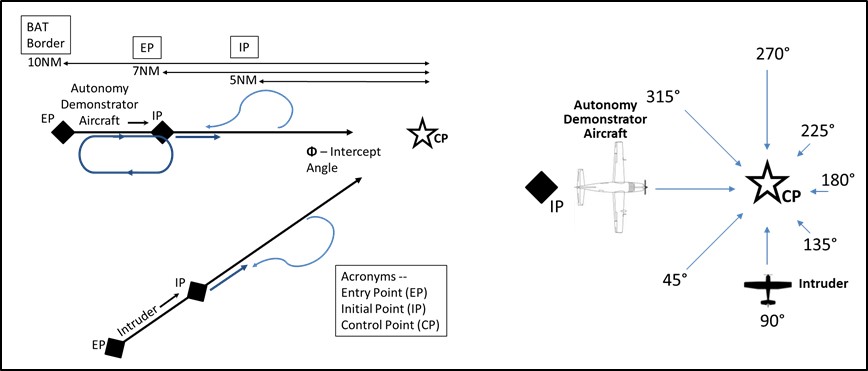 BAT
Border
EP
IP
10NM
7NM
5NM
Autonomy
Demonstrator
Aircraft
EP
IP
CP
Φ – Intercept
Angle
IP
Intruder
EP
Acronyms --
Entry Point (EP)
Initial Point (IP)
Control Point (CP)
270°
315°
Autonomy
Demonstrator
Aircraft
225°
180°
CP
IP
135°
45°
Intruder
90°